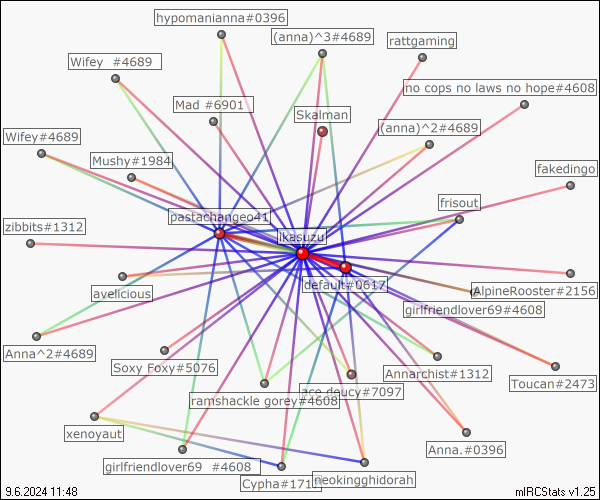 hypomanianna#0396
(anna)^3#4689
rattgaming
Wifey #4689
no cops no laws no hope#4608
Mad #6901
Skalman
(anna)^2#4689
Wifey#4689
Mushy#1984
fakedingo
frisout
pastachangeo41
zibbits#1312
ikasuzu
default#0617
avelicious
AlpineRooster#2156
girlfriendlover69#4608
Anna^2#4689
Soxy Foxy#5076
Annarchist#1312
Toucan#2473
ace deucy#7097
ramshackle gorey#4608
xenoyaut
Anna.#0396
girlfriendlover69 #4608
Cypha#171
neokingghidorah
9.6.2024 11:48
mIRCStats v1.25